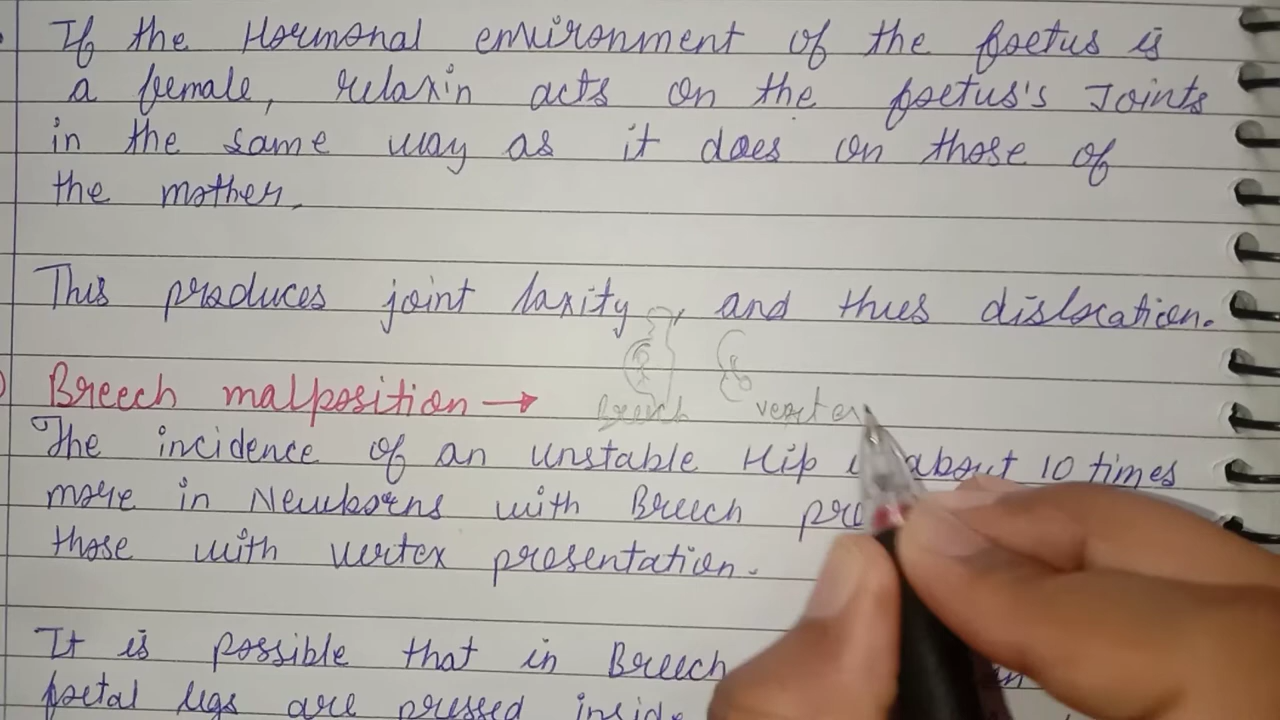 If the Hormonal environment of the foetus is
a female, relaxin acts on the foetus's Joints
in the same way as it does on those of
the mother.
This produces joint laxity, and thus dislocation.
Breech malposition →
Breech vertex
The incidence of an unstable Hip about 10 times
more in Newborns with Breech
those with vertex presentation.
It is possible that in Breech
foetal legs are pressed